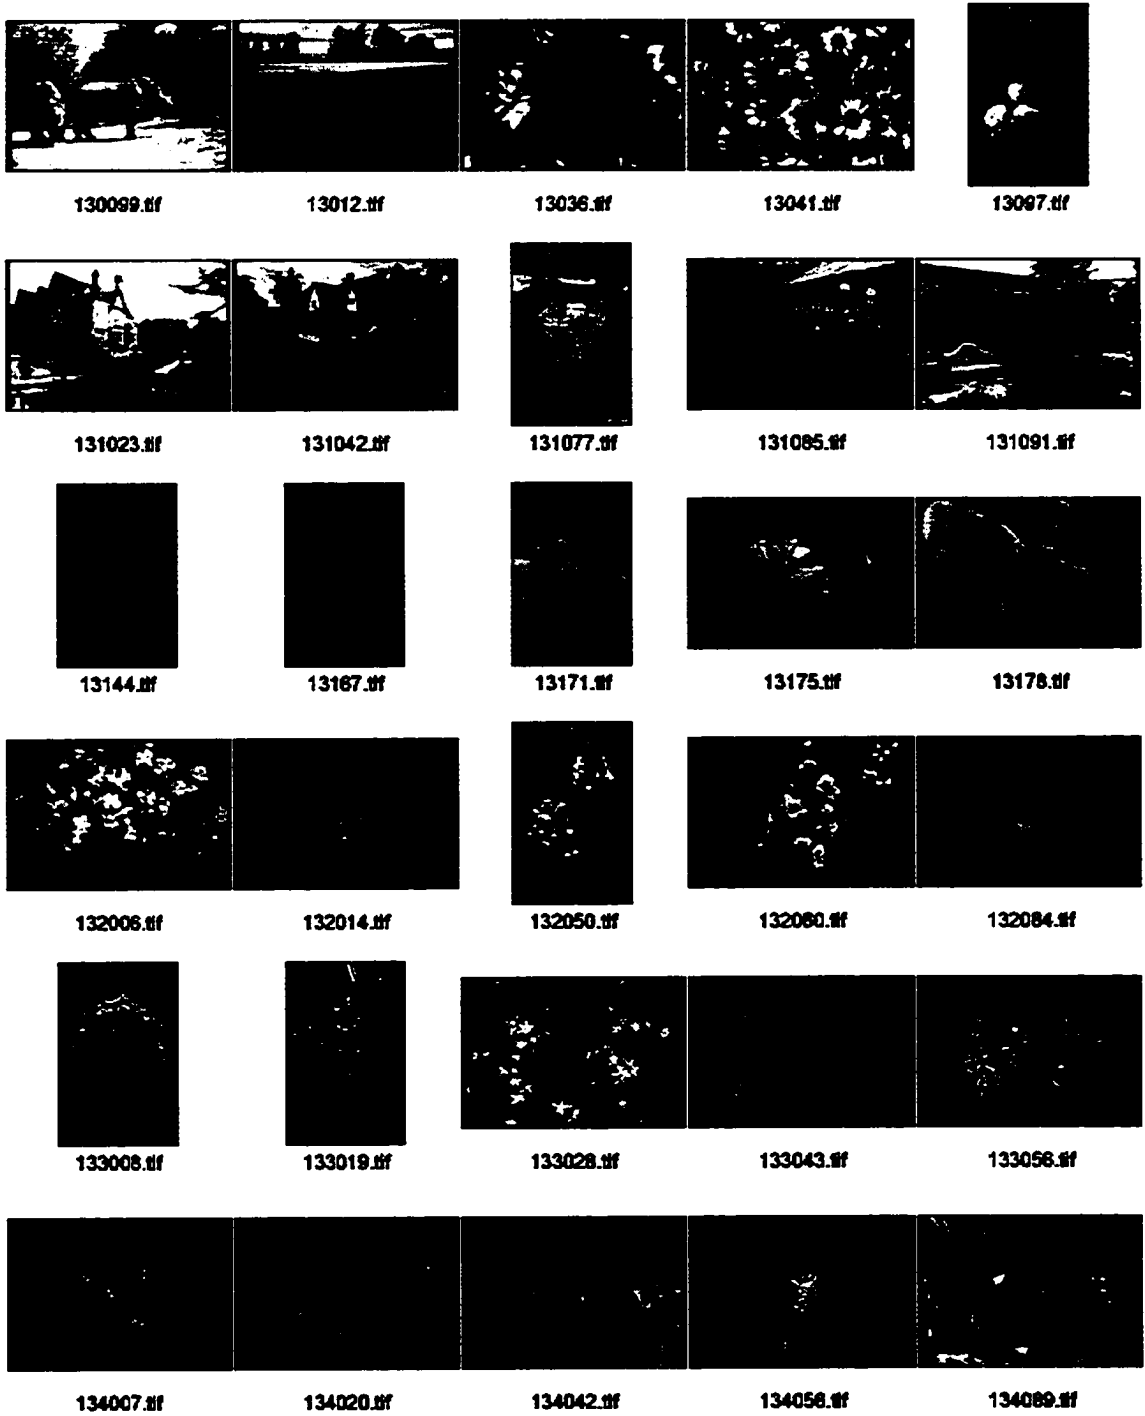 130099.tif 13012.tif 13036.tif 13041.tif 13097.tif
131023.tif 131042.tif 131077.tif 131085.tif 131091.tif
13144.tif 13167.tif 13171.tif 13175.tif 13178.tif
132006.tif 132014.tif 132050.tif 132080.tif 132084.tif
133008.tif 133019.tif 133028.tif 133043.tif 133056.tif
134007.tif 134020.tif 134042.tif 134056.tif 134089.tif